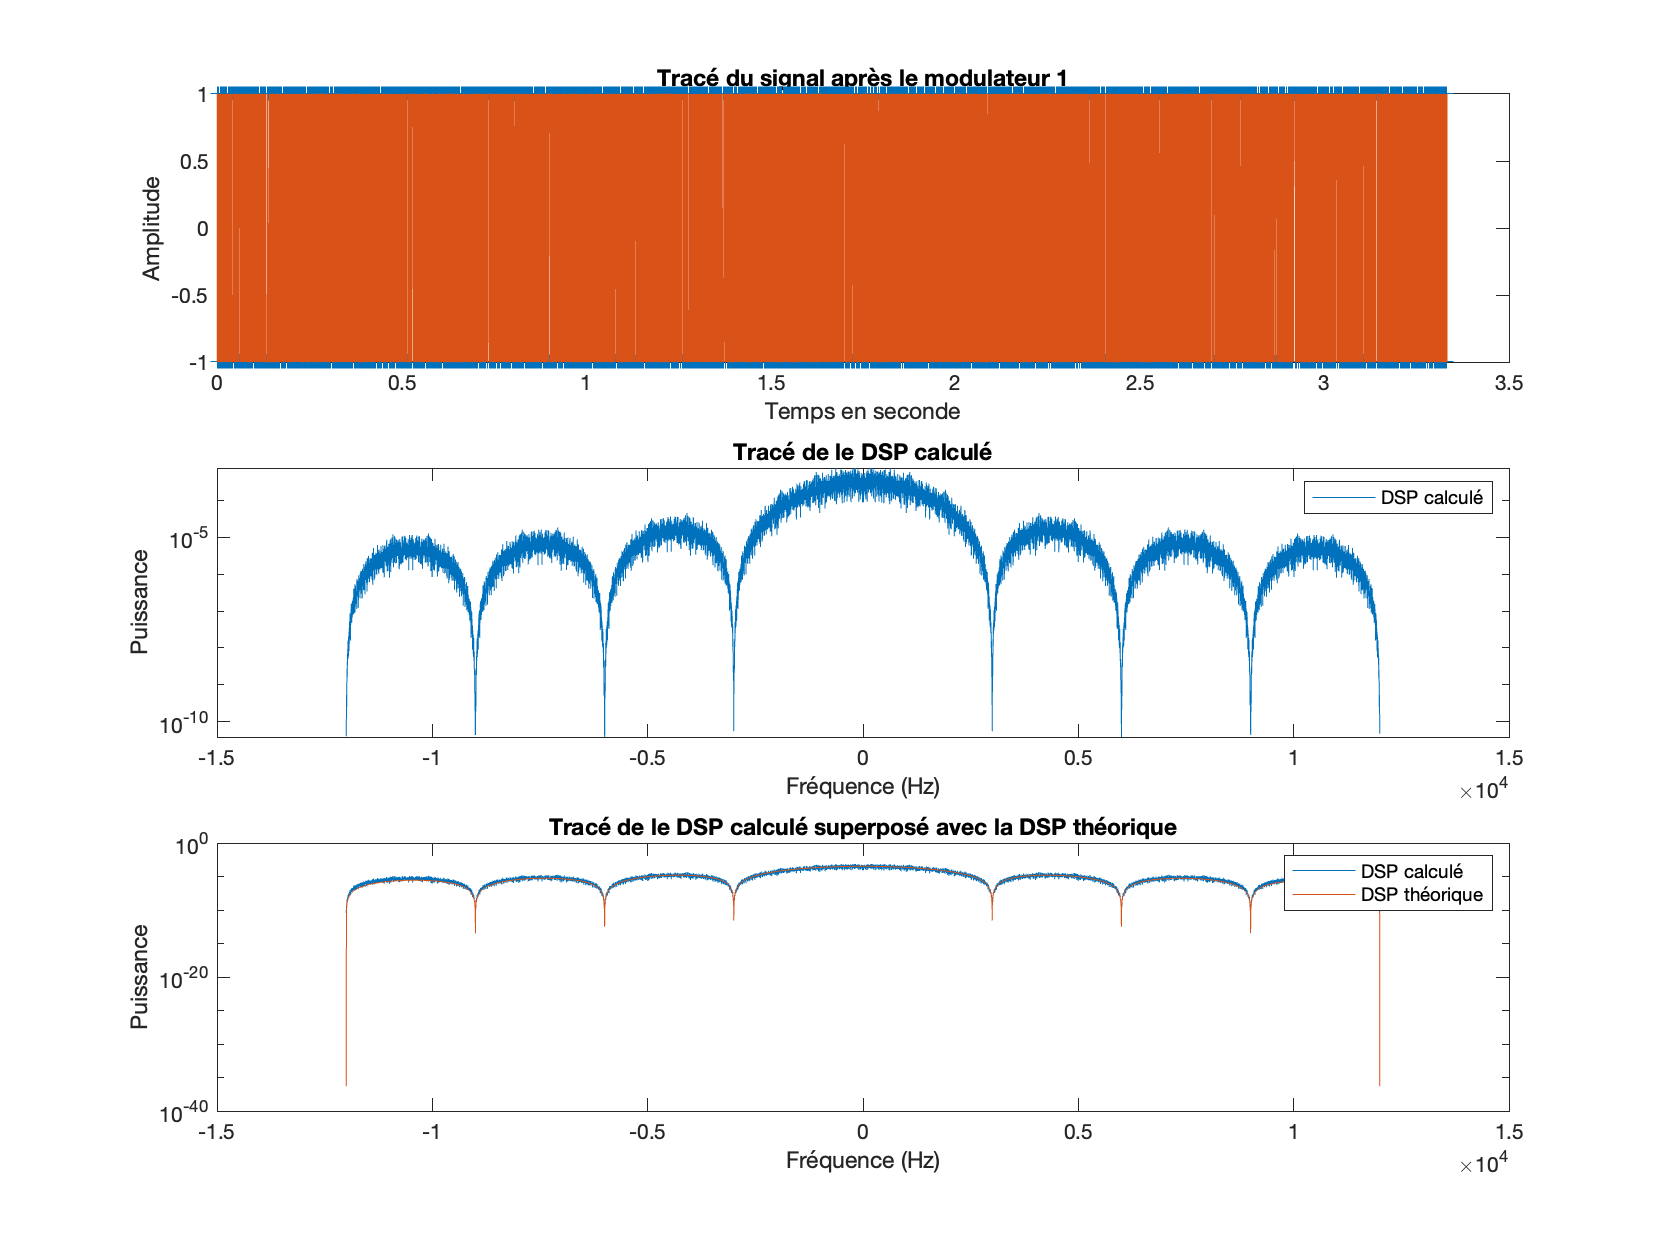 Tracé du signal après le modulateur 1
1
0.5
0
-0.5
-1
Amplitude
0 0.5 1 1.5 2 2.5 3 3.5
Temps en seconde
Tracé de le DSP calculé
DSP calculé
10^-5
10^-10
Puissance
-1.5 -1 -0.5 0 0.5 1 1.5
Fréquence (Hz)
×10^4
Tracé de le DSP calculé superposé avec la DSP théorique
DSP calculé
DSP théorique
10^0
10^-20
10^-40
Puissance
-1.5 -1 -0.5 0 0.5 1 1.5
Fréquence (Hz)
×10^4